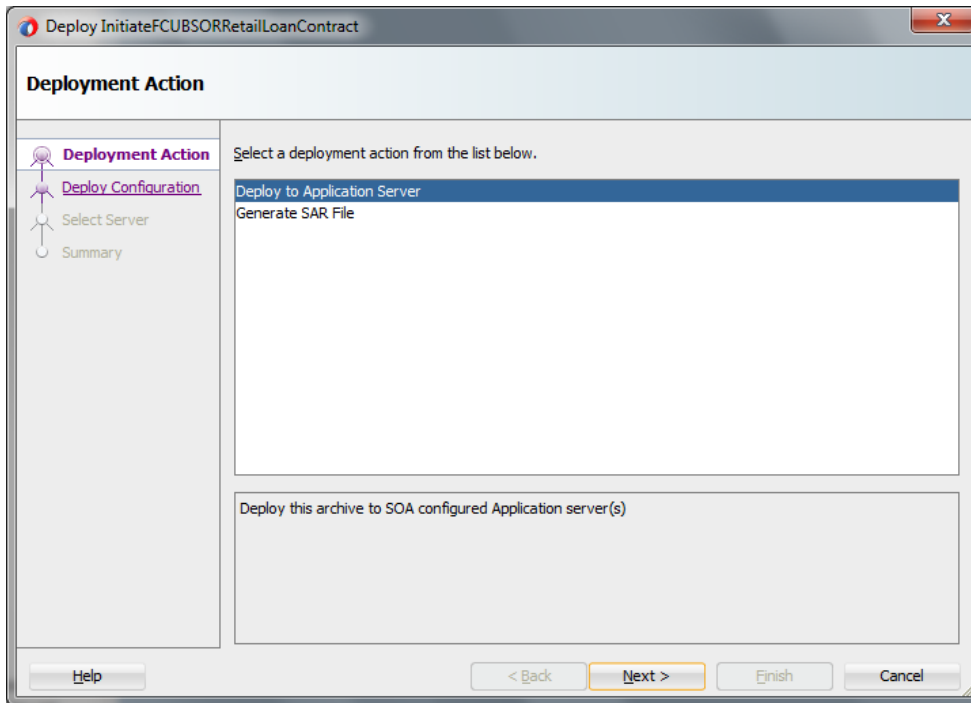 Deploy InitiateFCUBSORRetailLoanContract
Deployment Action
Deployment Action
Deploy Configuration
Select Server
Summary
Select a deployment action from the list below.
Deploy to Application Server
Generate SAR File
Deploy this archive to SOA configured Application server(s)
Help
< Back
Next >
Finish
Cancel